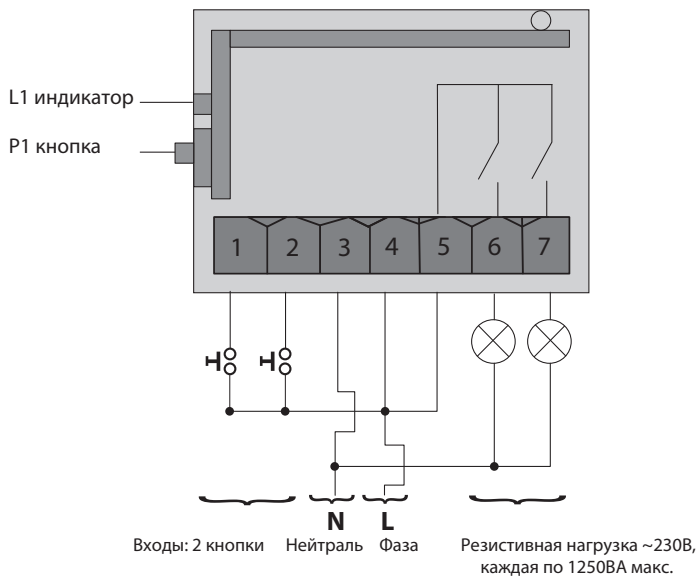 L1 индикатор
P1 кнопка
1 2 3 4 5 6 7
N L
Входы: 2 кнопки Нейтраль Фаза Резистивная нагрузка ~230В,
каждая по 1250ВА макс.